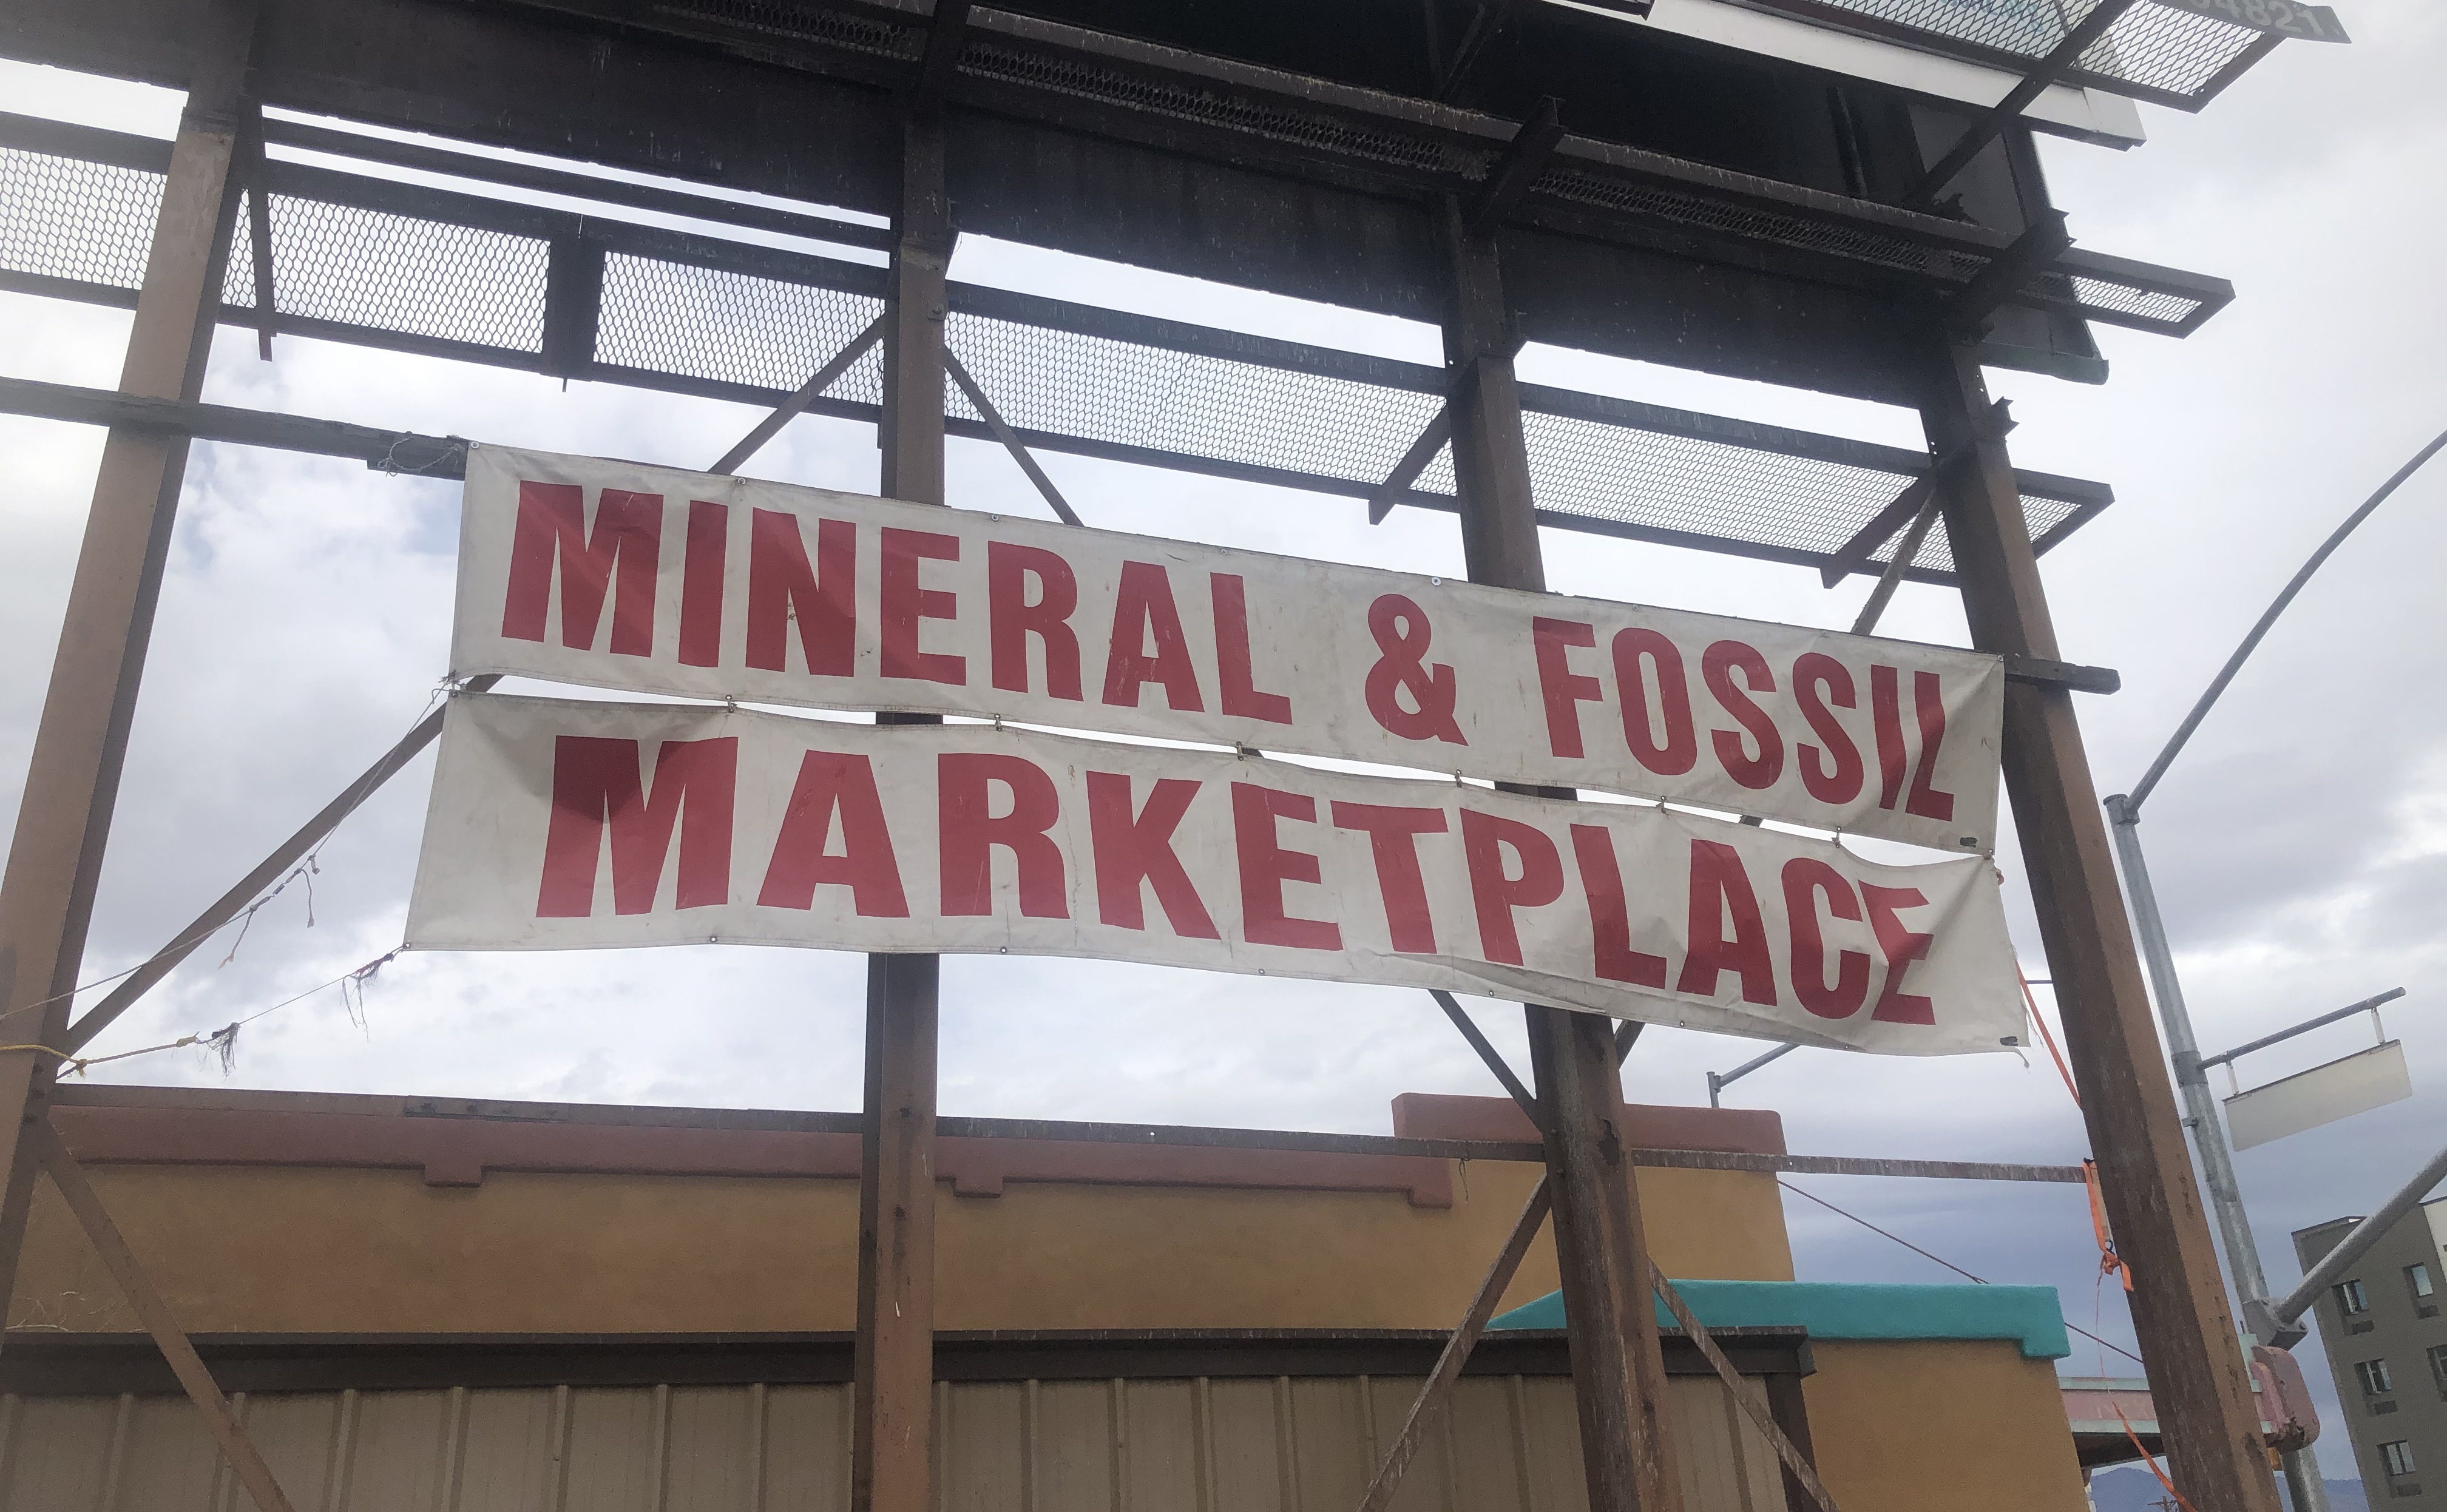 MINERAL & FOSSIL
MARKETPLACE